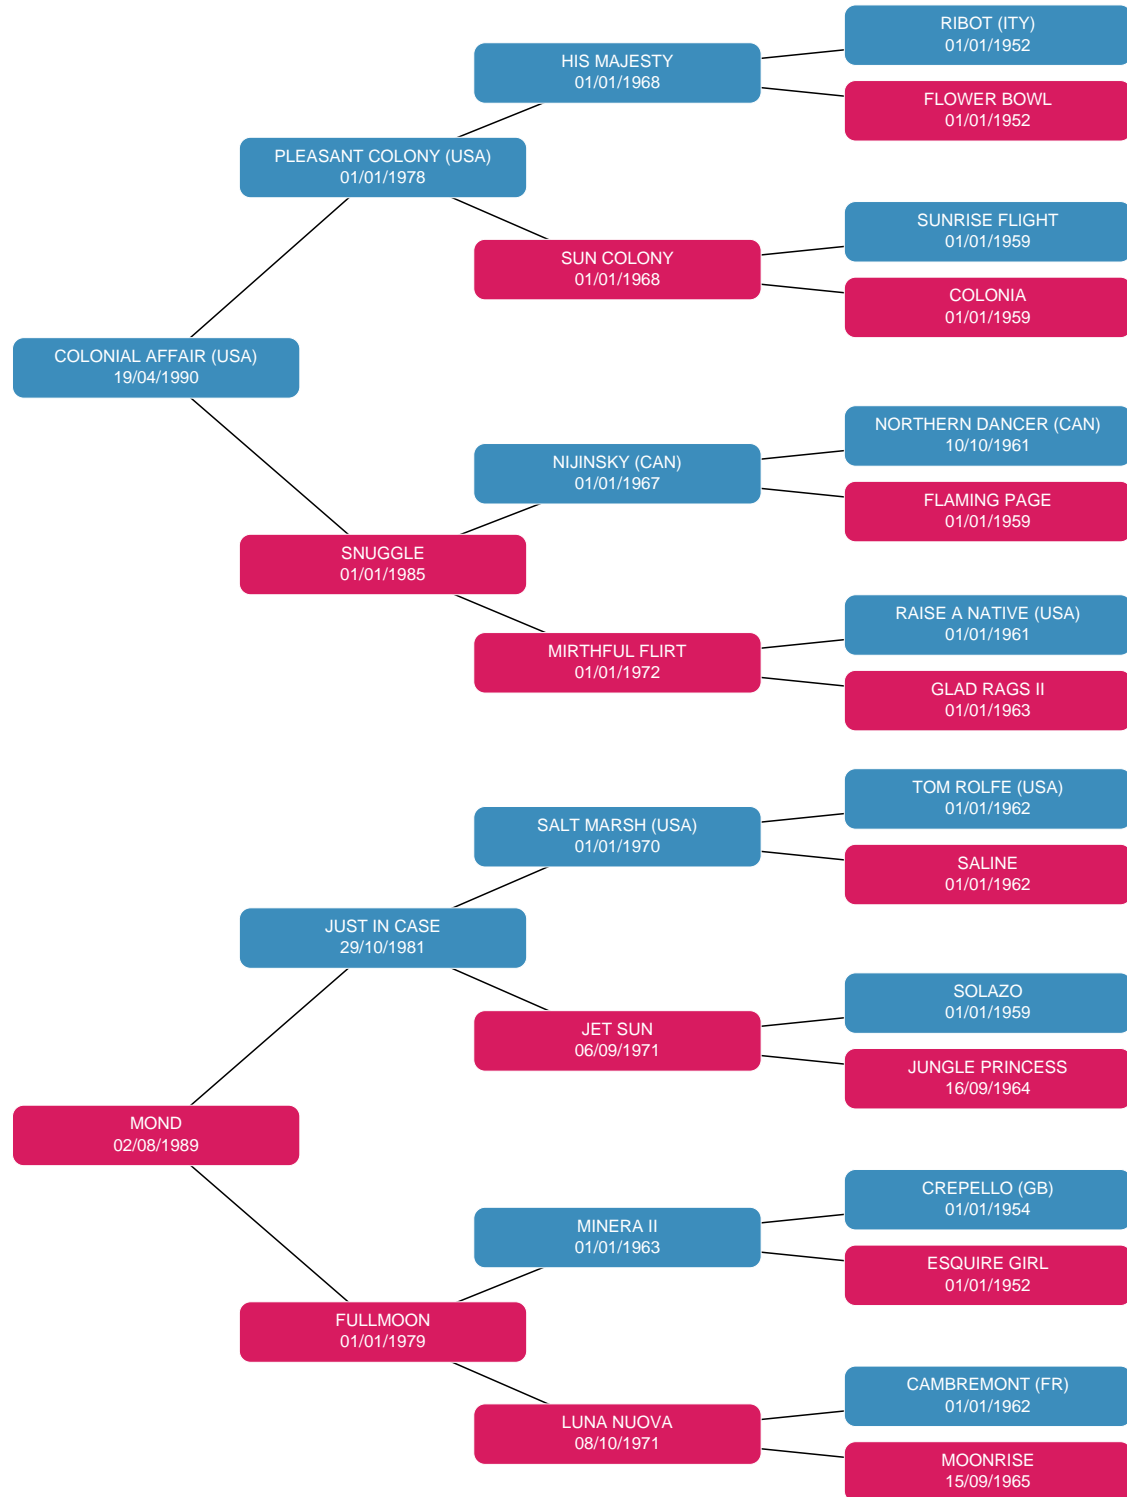 RIBOT (ITY)
01/01/1952
HIS MAJESTY
01/01/1968
FLOWER BOWL
01/01/1952
PLEASANT COLONY (USA)
01/01/1978
SUNRISE FLIGHT
01/01/1959
SUN COLONY
01/01/1968
COLONIA
01/01/1959
COLONIAL AFFAIR (USA)
19/04/1990
NORTHERN DANCER (CAN)
10/10/1961
NIJINSKY (CAN)
01/01/1967
FLAMING PAGE
01/01/1959
SNUGGLE
01/01/1985
RAISE A NATIVE (USA)
01/01/1961
MIRTHFUL FLIRT
01/01/1972
GLAD RAGS II
01/01/1963
TOM ROLFE (USA)
01/01/1962
SALT MARSH (USA)
01/01/1970
SALINE
01/01/1962
JUST IN CASE
29/10/1981
SOLAZO
01/01/1959
JET SUN
06/09/1971
JUNGLE PRINCESS
16/09/1964
MOND
02/08/1989
CREPELLO (GB)
01/01/1954
MINERA II
01/01/1963
ESQUIRE GIRL
01/01/1952
FULLMOON
01/01/1979
CAMBREMONT (FR)
01/01/1962
LUNA NUOVA
08/10/1971
MOONRISE
15/09/1965